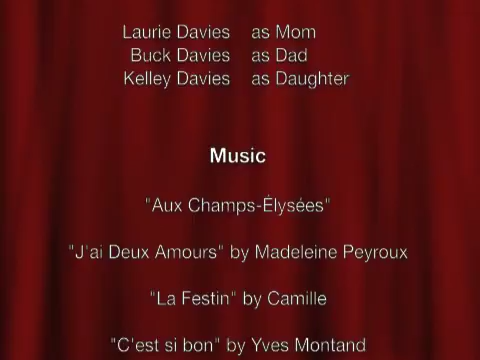 Laurie Davies as Mom
Buck Davies as Dad
Kelley Davies as Daughter
Music
"Aux Champs-Élysées"
"J'ai Deux Amours" by Madeleine Peyroux
"La Festin" by Camille
"C'est si bon" by Yves Montand